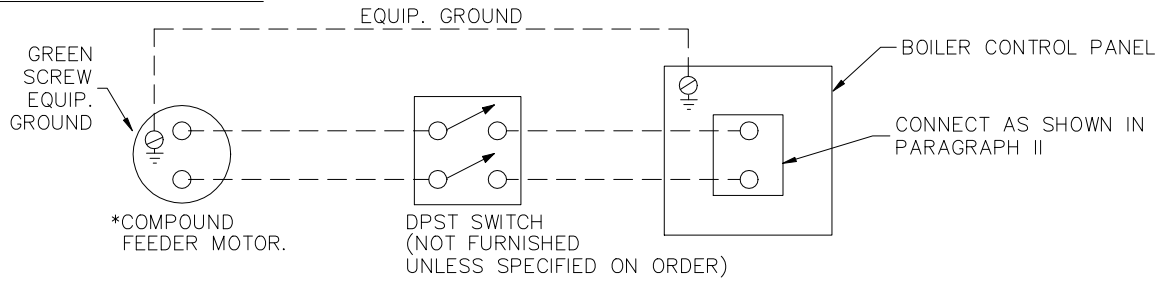 EQUIP. GROUND
GREEN
SCREW
EQUIP.
GROUND
BOILER CONTROL PANEL
CONNECT AS SHOWN IN
PARAGRAPH II
*COMPOUND
FEEDER MOTOR.
DPST SWITCH
(NOT FURNISHED
UNLESS SPECIFIED ON ORDER)